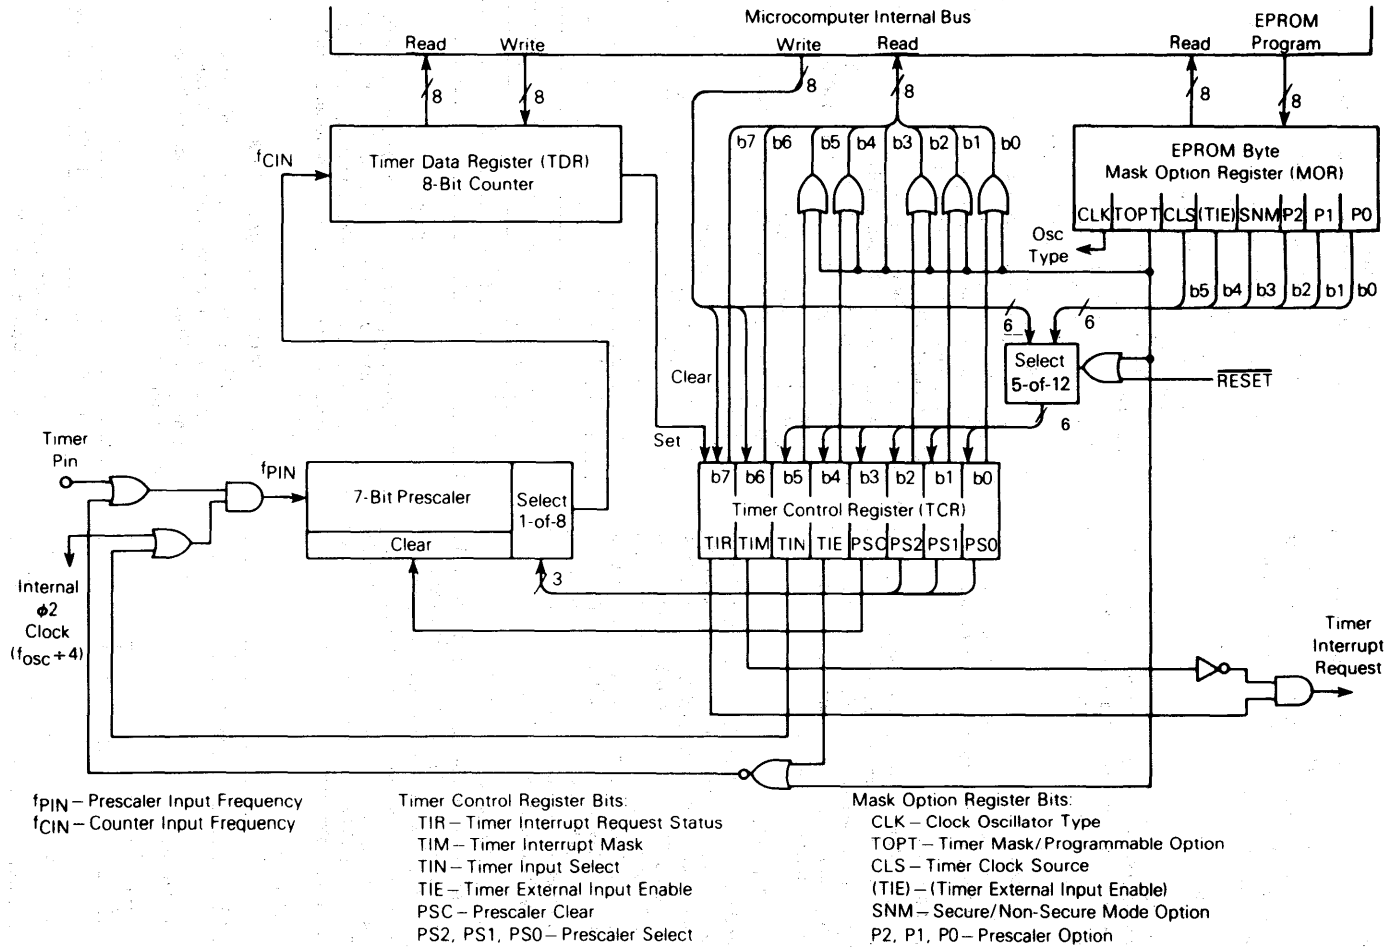 Microcomputer Internal Bus
EPROM
Program
Read
Write
Write
Read
Read
8
8
8
8
8
8
b7
b6
b5
b4
b3
b2
b1
b0
fCIN
Timer Data Register (TDR)
8-Bit Counter
EPROM Byte
Mask Option Register (MOR)
CLK
TOPT
CLS
(TIE)
SNM
P2
P1
P0
Osc
Type
b5
b4
b3
b2
b1
b0
6
6
Select
5-of-12
RESET
Clear
6
Set
Timer
Pin
fPIN
7-Bit Prescaler
Select
1-of-8
Clear
b7
b6
b5
b4
b3
b2
b1
b0
Timer Control Register (TCR)
TIR
TIM
TIN
TIE
PSC
PS2
PS1
PS0
3
Internal
ϕ2
Clock
(fosc÷4)
Timer
Interrupt
Request
fPIN – Prescaler Input Frequency
fCIN – Counter Input Frequency
Timer Control Register Bits:
TIR – Timer Interrupt Request Status
TIM – Timer Interrupt Mask
TIN – Timer Input Select
TIE – Timer External Input Enable
PSC – Prescaler Clear
PS2, PS1, PS0 – Prescaler Select
Mask Option Register Bits:
CLK – Clock Oscillator Type
TOPT – Timer Mask/Programmable Option
CLS – Timer Clock Source
(TIE) – (Timer External Input Enable)
SNM – Secure/Non-Secure Mode Option
P2, P1, P0 – Prescaler Option